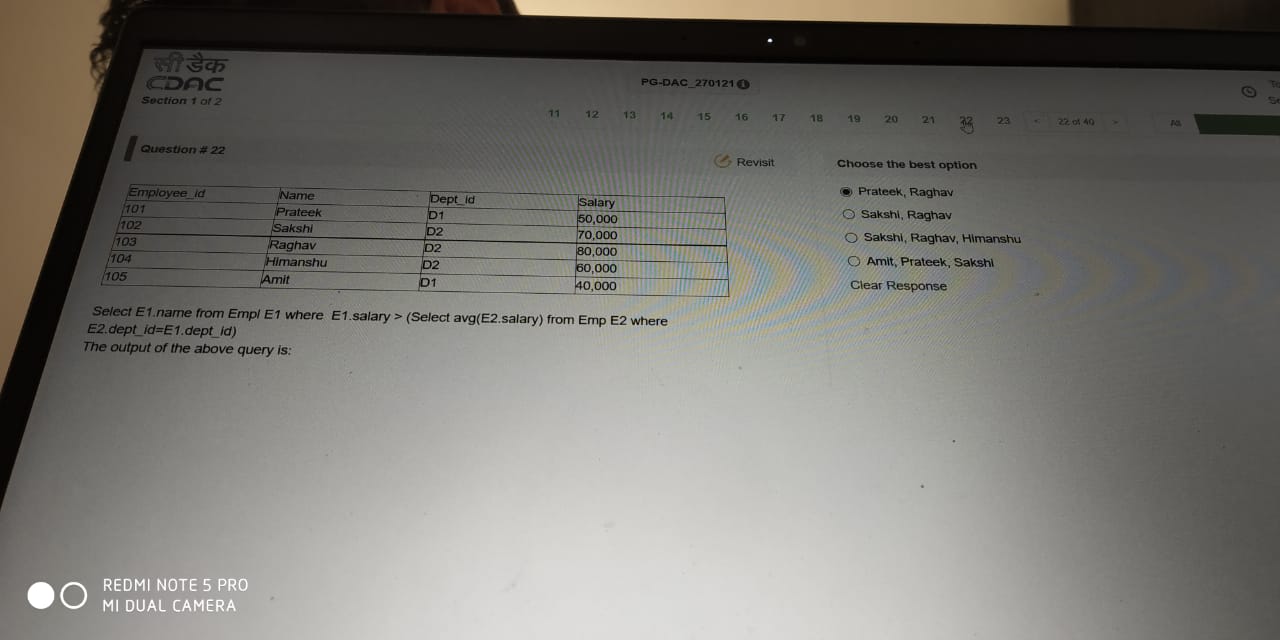 सी डैक
CDAC
Section 1 of 2
PG-DAC_270121
11 12 13 14 15 16 17 18 19 20 21 22 23 < 22 of 40 > All
Question # 22
Revisit
Choose the best option
Employee_id Name Dept_id Salary
101 Prateek D1 50,000
102 Sakshi D2 70,000
103 Raghav D2 80,000
104 Himanshu D2 60,000
105 Amit D1 40,000
Prateek, Raghav
Sakshi, Raghav
Sakshi, Raghav, Himanshu
Amit, Prateek, Sakshi
Clear Response
Select E1.name from Empl E1 where E1.salary > (Select avg(E2.salary) from Emp E2 where
E2.dept_id=E1.dept_id)
The output of the above query is:
REDMI NOTE 5 PRO
MI DUAL CAMERA